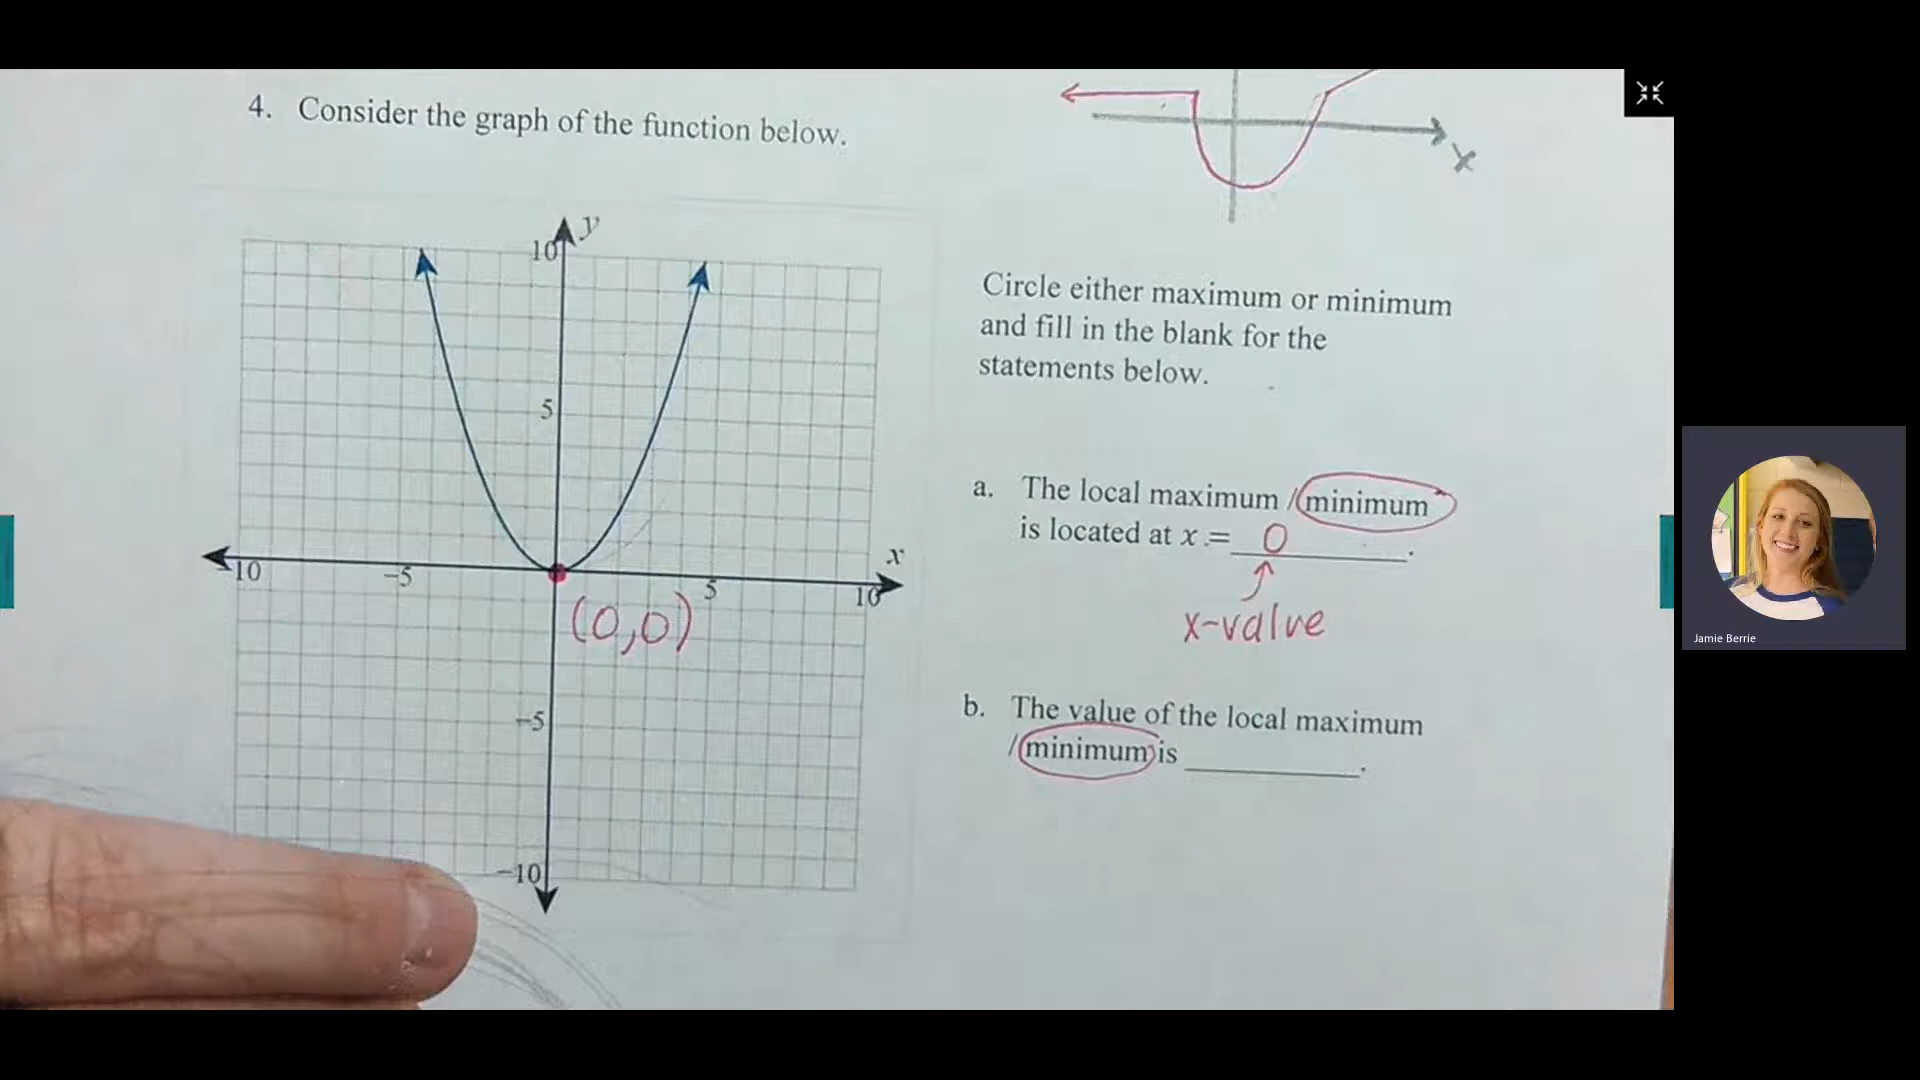 4. Consider the graph of the function below.
x
y
10
5
x
-10
-5
5
10
(0,0)
-5
-10
Circle either maximum or minimum
and fill in the blank for the
statements below.
a. The local maximum / minimum
is located at x = 0.
x-value
b. The value of the local maximum
/ minimum is ____________.
Jamie Berrie